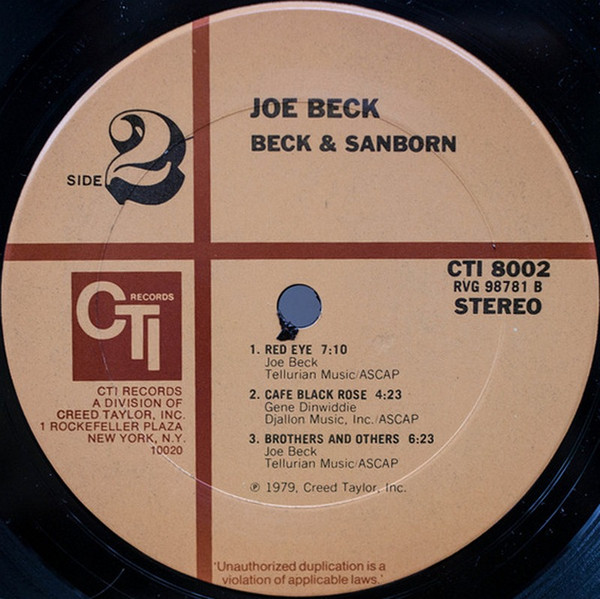 JOE BECK
BECK & SANBORN
SIDE 2
CTI 8002
RVG 98781 B
STEREO
CTI RECORDS
CTI RECORDS
A DIVISION OF
CREED TAYLOR, INC.
1 ROCKEFELLER PLAZA
NEW YORK, N.Y.
10020
1. RED EYE 7:10
Joe Beck
Tellurian Music/ASCAP
2. CAFE BLACK ROSE 4:23
Gene Dinwiddie
Djallon Music, Inc./ASCAP
3. BROTHERS AND OTHERS 6:23
Joe Beck
Tellurian Music/ASCAP
℗ 1979, Creed Taylor, Inc.
'Unauthorized duplication is a
violation of applicable laws.'